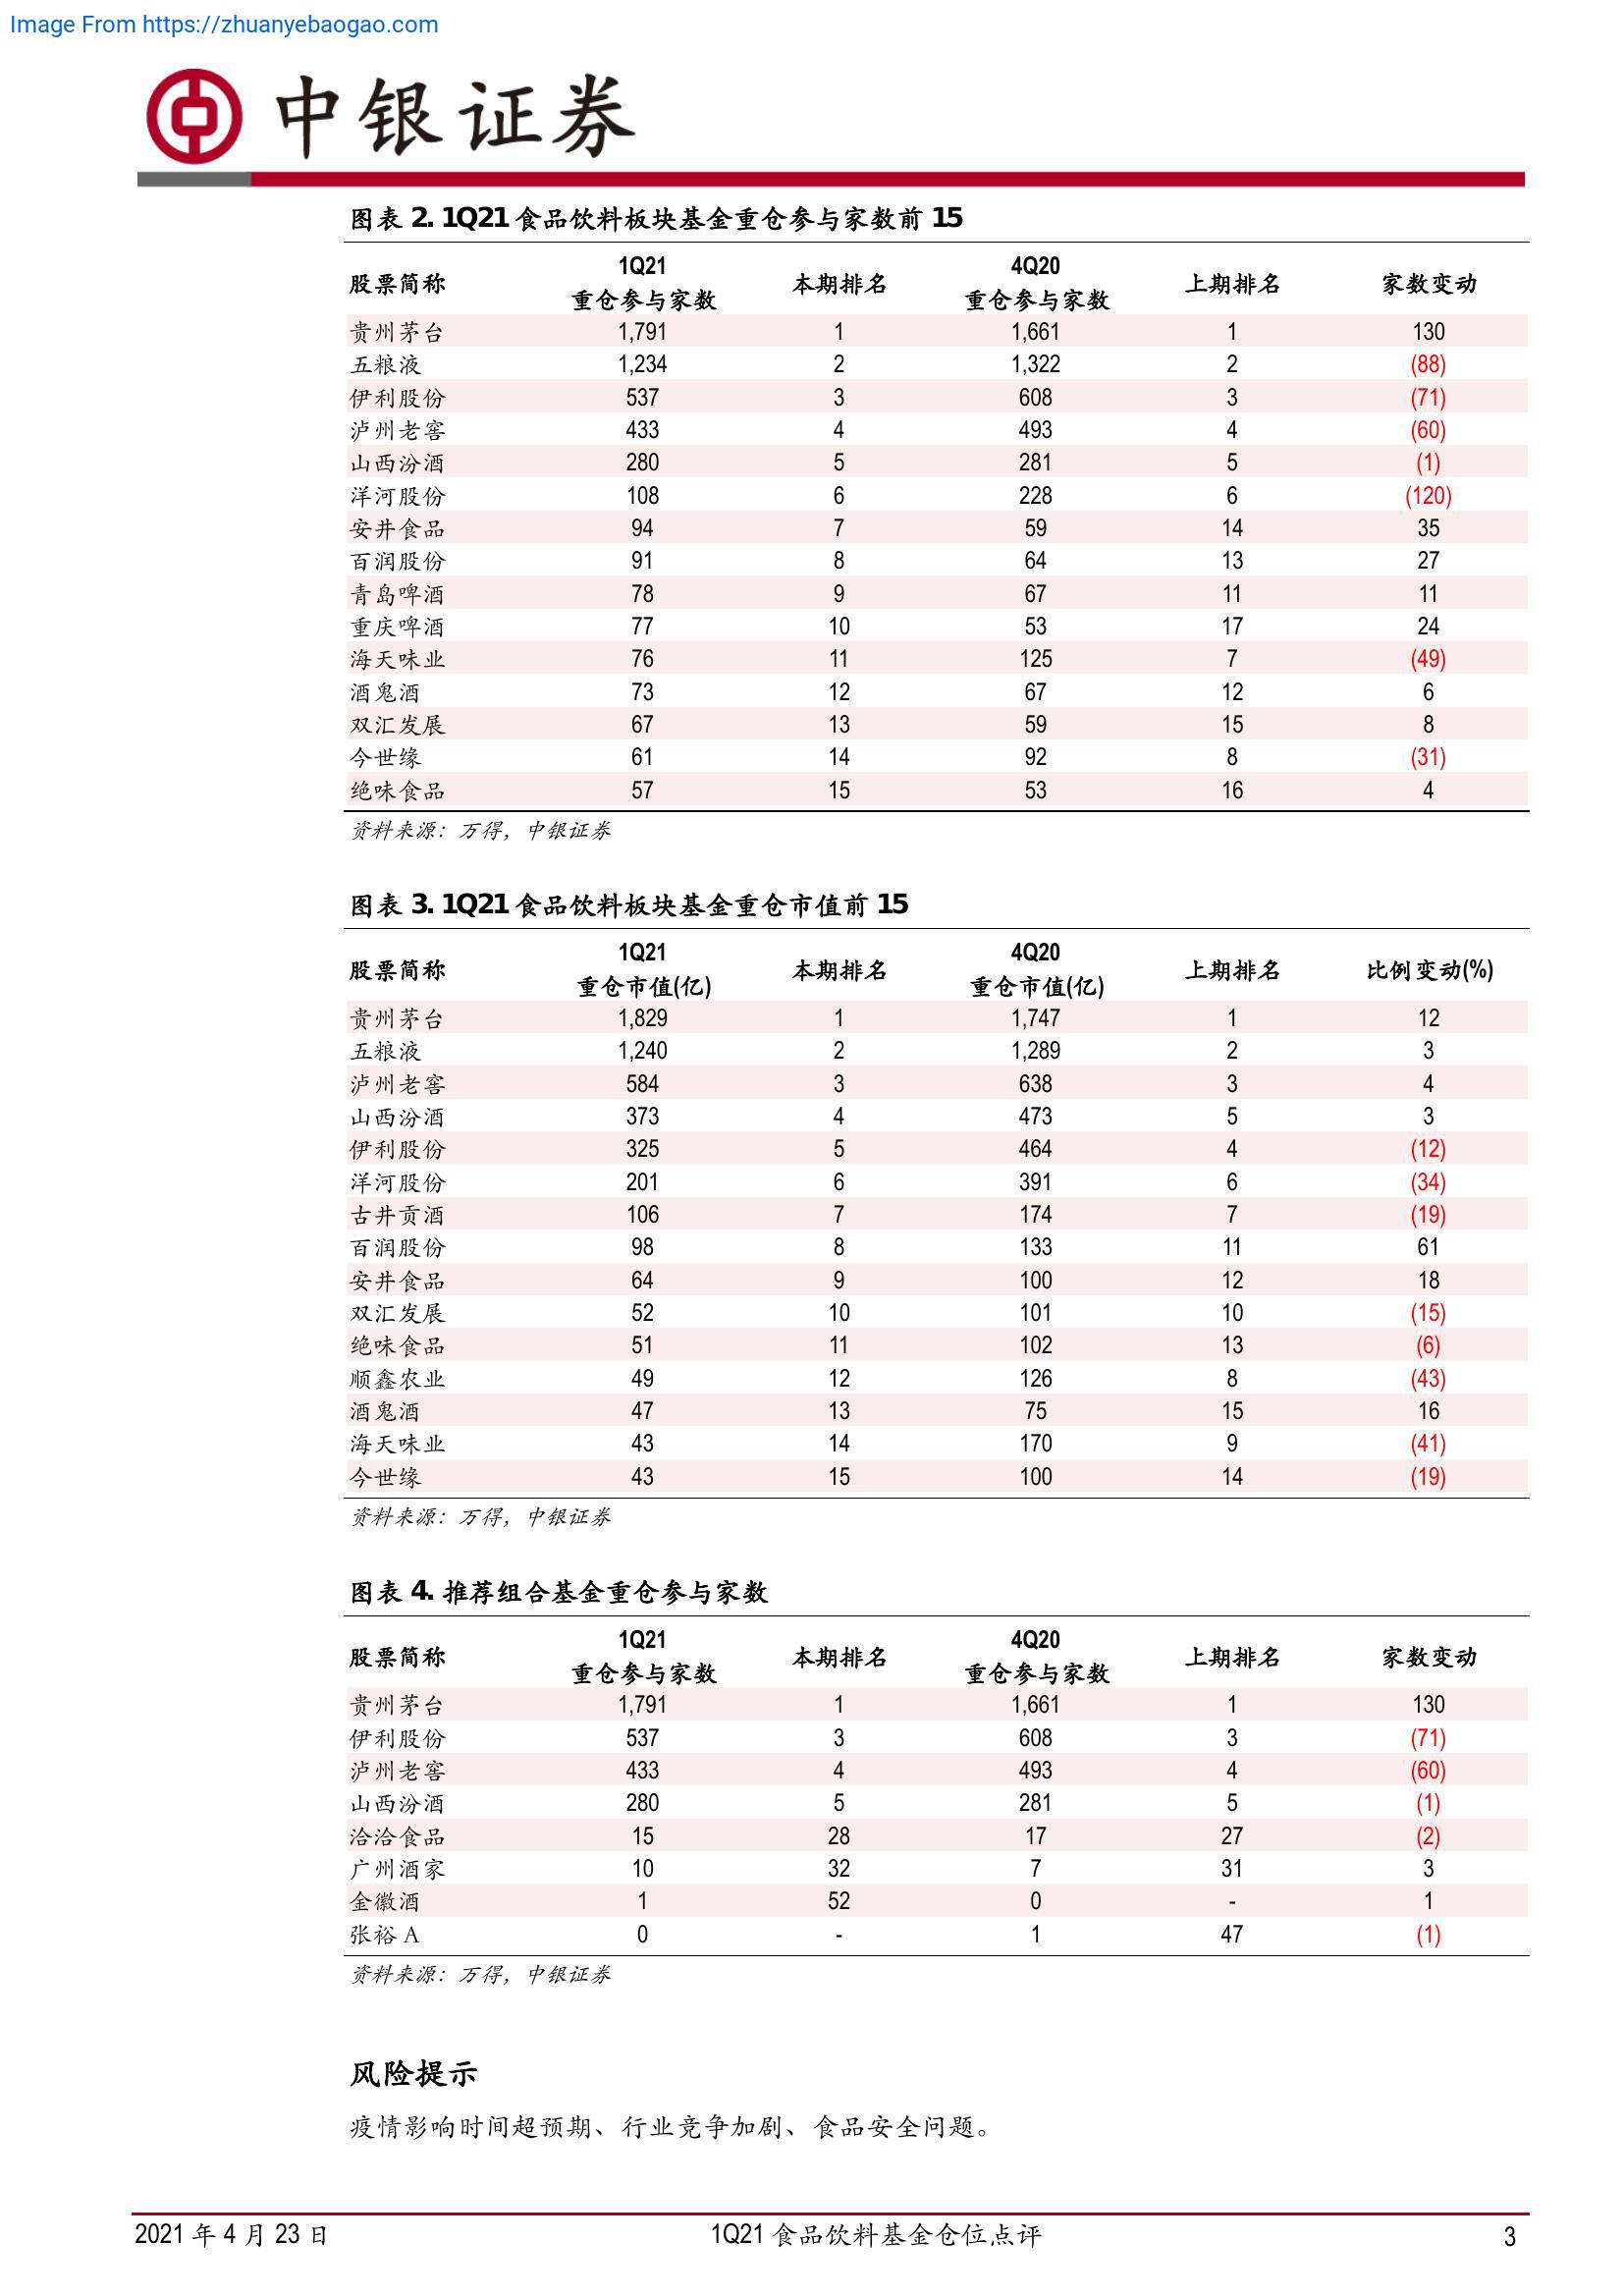 Image From https://zhuanyebaogao.com
中银证券
图表 2. 1Q21 食品饮料板块基金重仓参与家数前 15
股票简称 1Q21 重仓参与家数 本期排名 4Q20 重仓参与家数 上期排名 家数变动
贵州茅台 1,791 1 1,661 1 130
五粮液 1,234 2 1,322 2 (88)
伊利股份 537 3 608 3 (71)
泸州老窖 433 4 493 4 (60)
山西汾酒 280 5 281 5 (1)
洋河股份 108 6 228 6 (120)
安井食品 94 7 59 14 35
百润股份 91 8 64 13 27
青岛啤酒 78 9 67 11 11
重庆啤酒 77 10 53 17 24
海天味业 76 11 125 7 (49)
酒鬼酒 73 12 67 12 6
双汇发展 67 13 59 15 8
今世缘 61 14 92 8 (31)
绝味食品 57 15 53 16 4
资料来源：万得，中银证券
图表 3. 1Q21 食品饮料板块基金重仓市值前 15
股票简称 1Q21 重仓市值(亿) 本期排名 4Q20 重仓市值(亿) 上期排名 比例变动(%)
贵州茅台 1,829 1 1,747 1 12
五粮液 1,240 2 1,289 2 3
泸州老窖 584 3 638 3 4
山西汾酒 373 4 473 5 3
伊利股份 325 5 464 4 (12)
洋河股份 201 6 391 6 (34)
古井贡酒 106 7 174 7 (19)
百润股份 98 8 133 11 61
安井食品 64 9 100 12 18
双汇发展 52 10 101 10 (15)
绝味食品 51 11 102 13 (6)
顺鑫农业 49 12 126 8 (43)
酒鬼酒 47 13 75 15 16
海天味业 43 14 170 9 (41)
今世缘 43 15 100 14 (19)
资料来源：万得，中银证券
图表 4. 推荐组合基金重仓参与家数
股票简称 1Q21 重仓参与家数 本期排名 4Q20 重仓参与家数 上期排名 家数变动
贵州茅台 1,791 1 1,661 1 130
伊利股份 537 3 608 3 (71)
泸州老窖 433 4 493 4 (60)
山西汾酒 280 5 281 5 (1)
洽洽食品 15 28 17 27 (2)
广州酒家 10 32 7 31 3
金徽酒 1 52 0 - 1
张裕 A 0 - 1 47 (1)
资料来源：万得，中银证券
风险提示
疫情影响时间超预期、行业竞争加剧、食品安全问题。
2021 年 4 月 23 日 1Q21 食品饮料基金仓位点评 3